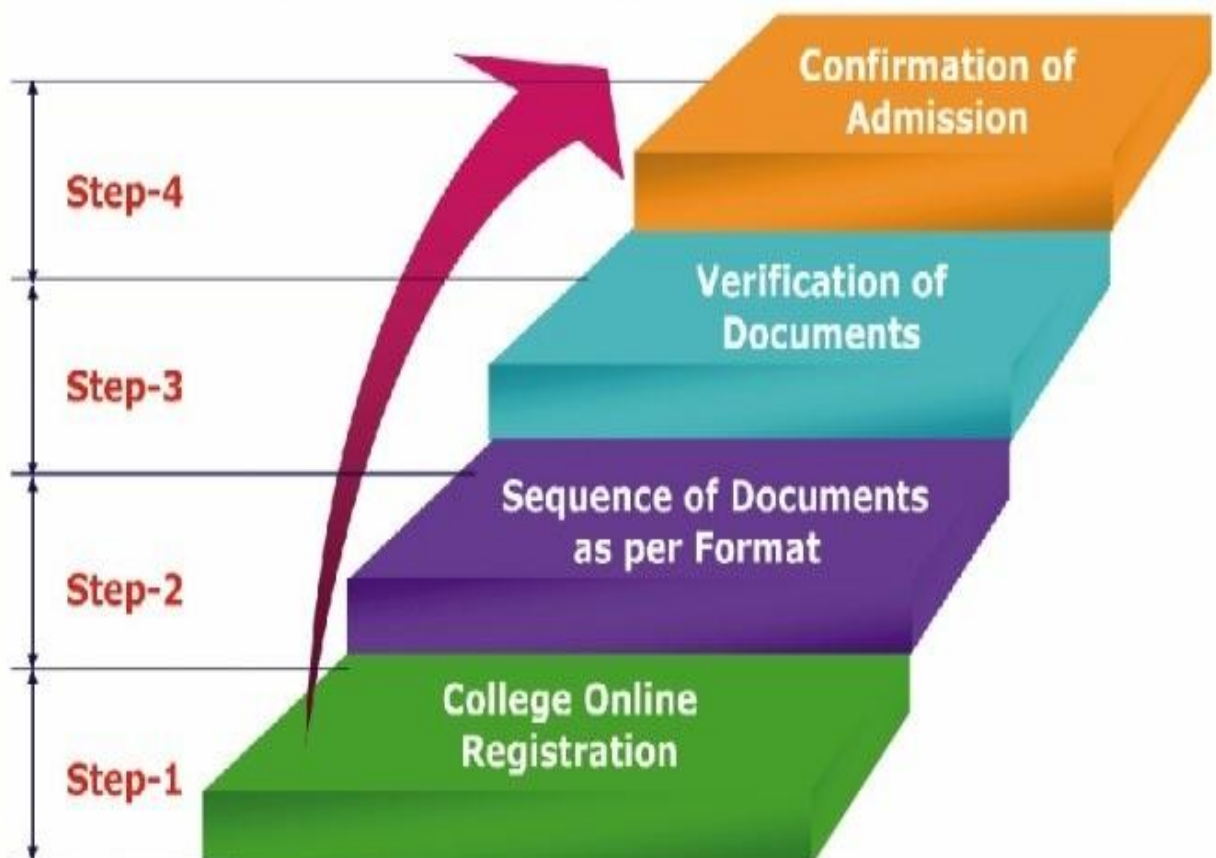 Confirmation of
Admission
Step-4
Verification of
Documents
Step-3
Sequence of Documents
as per Format
Step-2
College Online
Registration
Step-1